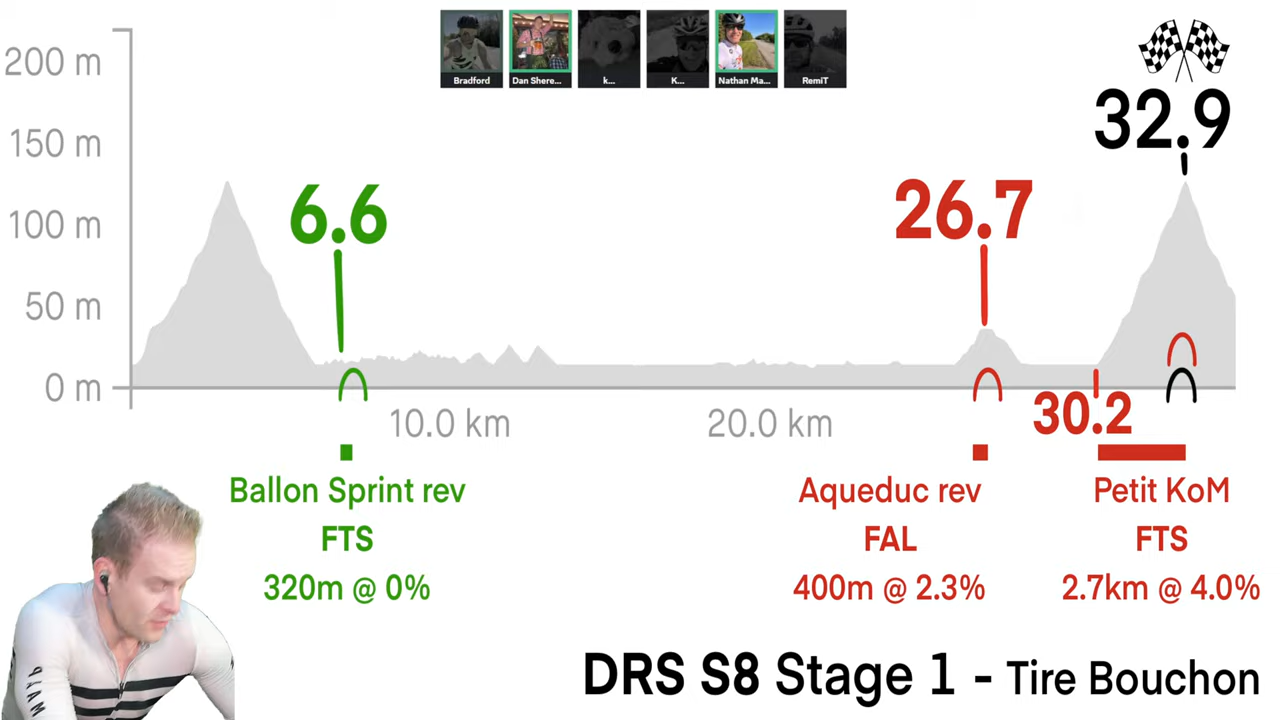 Bradford
Dan Shere...
k...
K...
Nathan Ma...
RemiT
200 m
150 m
100 m
50 m
0 m
6.6
26.7
32.9
10.0 km
20.0 km
30.2
Ballon Sprint rev
FTS
320m @ 0%
Aqueduc rev
FAL
400m @ 2.3%
Petit KoM
FTS
2.7km @ 4.0%
DRS S8 Stage 1 - Tire Bouchon